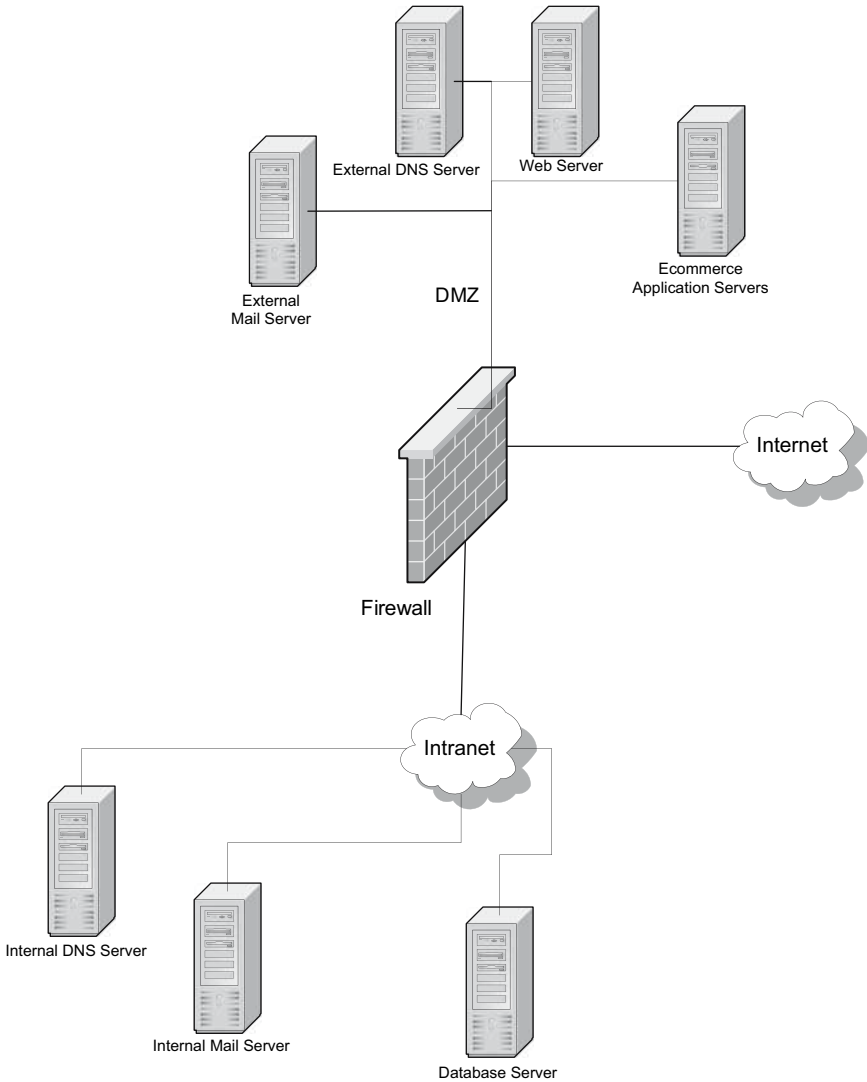 External DNS Server
Web Server
External
Mail Server
Ecommerce
Application Servers
DMZ
Internet
Firewall
Intranet
Internal DNS Server
Internal Mail Server
Database Server